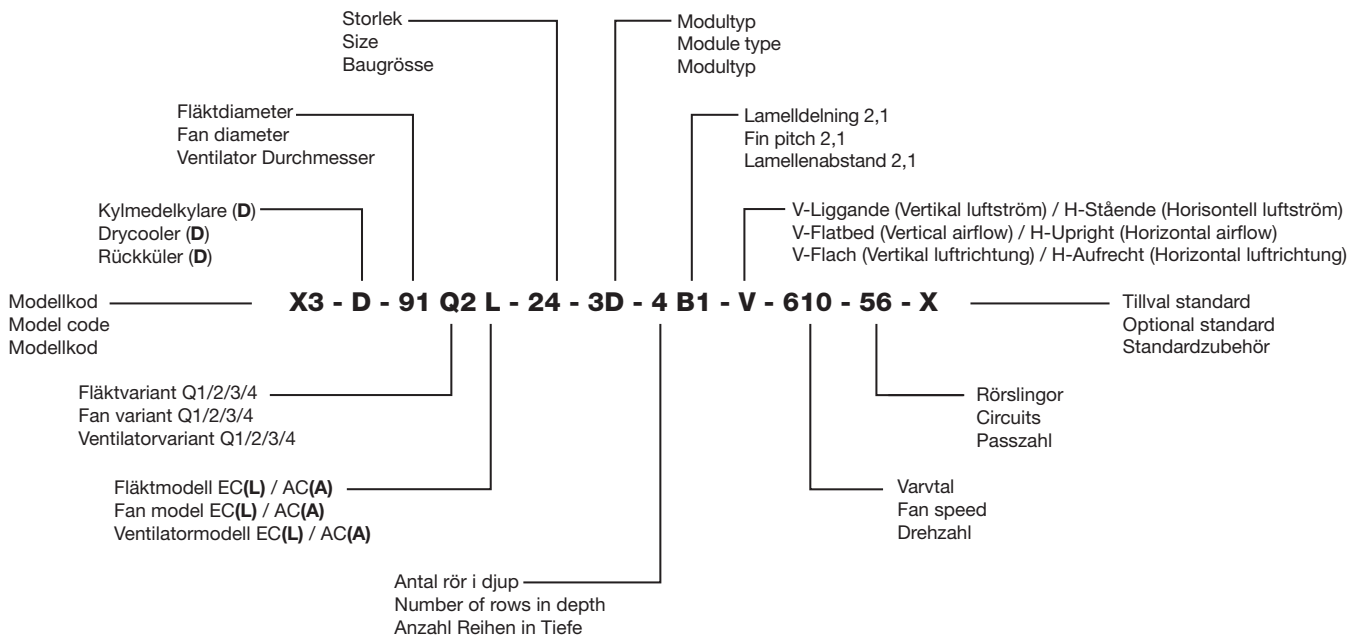 Storlek
Size
Baugrösse
Modultyp
Module type
Modultyp
Fläktdiameter
Fan diameter
Ventilator Durchmesser
Lamelldelning 2,1
Fin pitch 2,1
Lamellenabstand 2,1
Kylmedelkylare (D)
Drycooler (D)
Rückküler (D)
V-Liggande (Vertikal luftström) / H-Stående (Horisontell luftström)
V-Flatbed (Vertical airflow) / H-Upright (Horizontal airflow)
V-Flach (Vertikal luftrichtung) / H-Aufrecht (Horizontal luftrichtung)
Modellkod
Model code
Modellkod
X3 - D - 91 Q2 L - 24 - 3D - 4 B1 - V - 610 - 56 - X
Tillval standard
Optional standard
Standardzubehör
Fläktvariant Q1/2/3/4
Fan variant Q1/2/3/4
Ventilatorvariant Q1/2/3/4
Rörslingor
Circuits
Passzahl
Fläktmodell EC(L) / AC(A)
Fan model EC(L) / AC(A)
Ventilatormodell EC(L) / AC(A)
Varvtal
Fan speed
Drehzahl
Antal rör i djup
Number of rows in depth
Anzahl Reihen in Tiefe